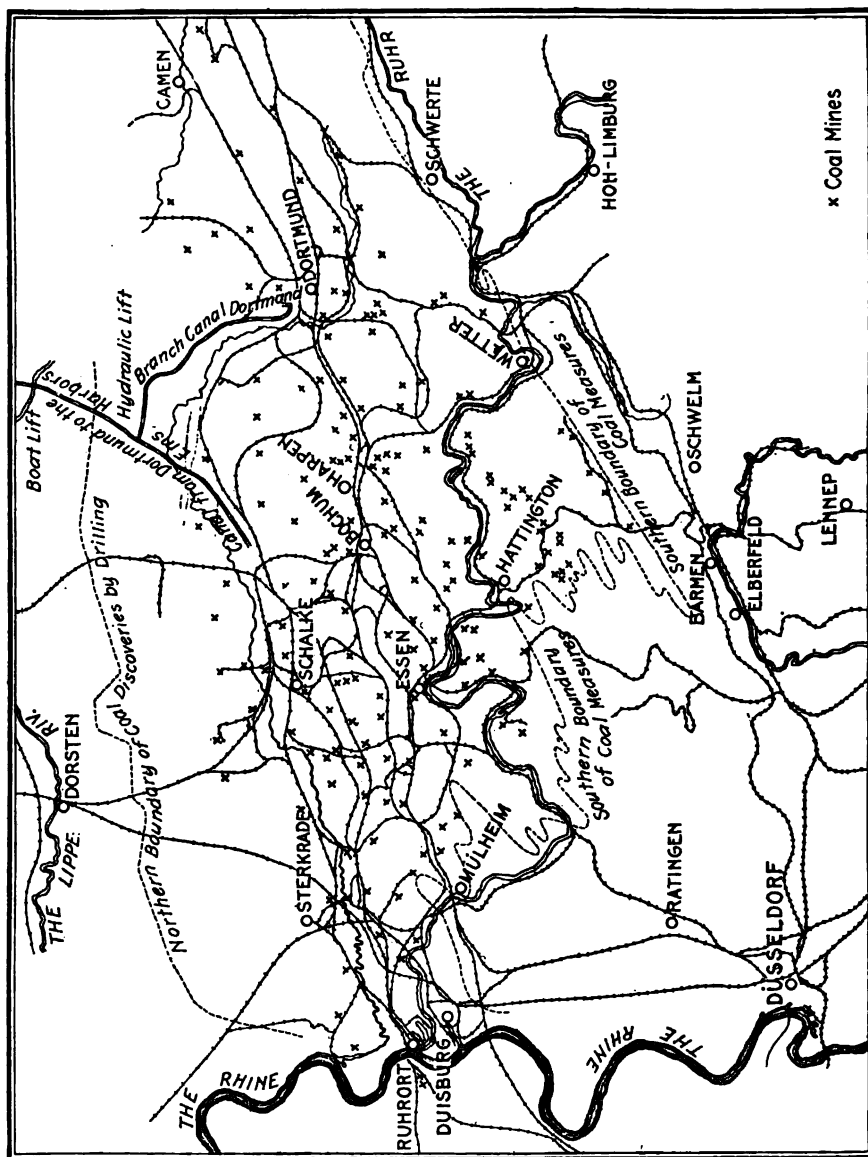 THE LIPPE.
RIV.
DORSTEN
Boat Lift
Canal from Dortmund to the
Ems.
Harbors
Hydraulic Lift
Branch Canal Dortmund
Northern Boundary of Coal Discoveries by Drilling
CAMEN
STERKRADEN
SCHALKE
BOCHUM
HARPEN
DORTMUND
THE
RHINE
RUHRORT
DUISBURG
MÜLHEIM
ESSEN
HATTINGTON
WETTER
SCHWERTE
THE
RUHR
HOH-LIMBURG
Southern Boundary
of Coal Measures
Southern Boundary of
Coal Measures
THE
RHINE
RATINGEN
DÜSSELDORF
BARMEN
ELBERFELD
SCHWELM
LENNEP
x Coal Mines